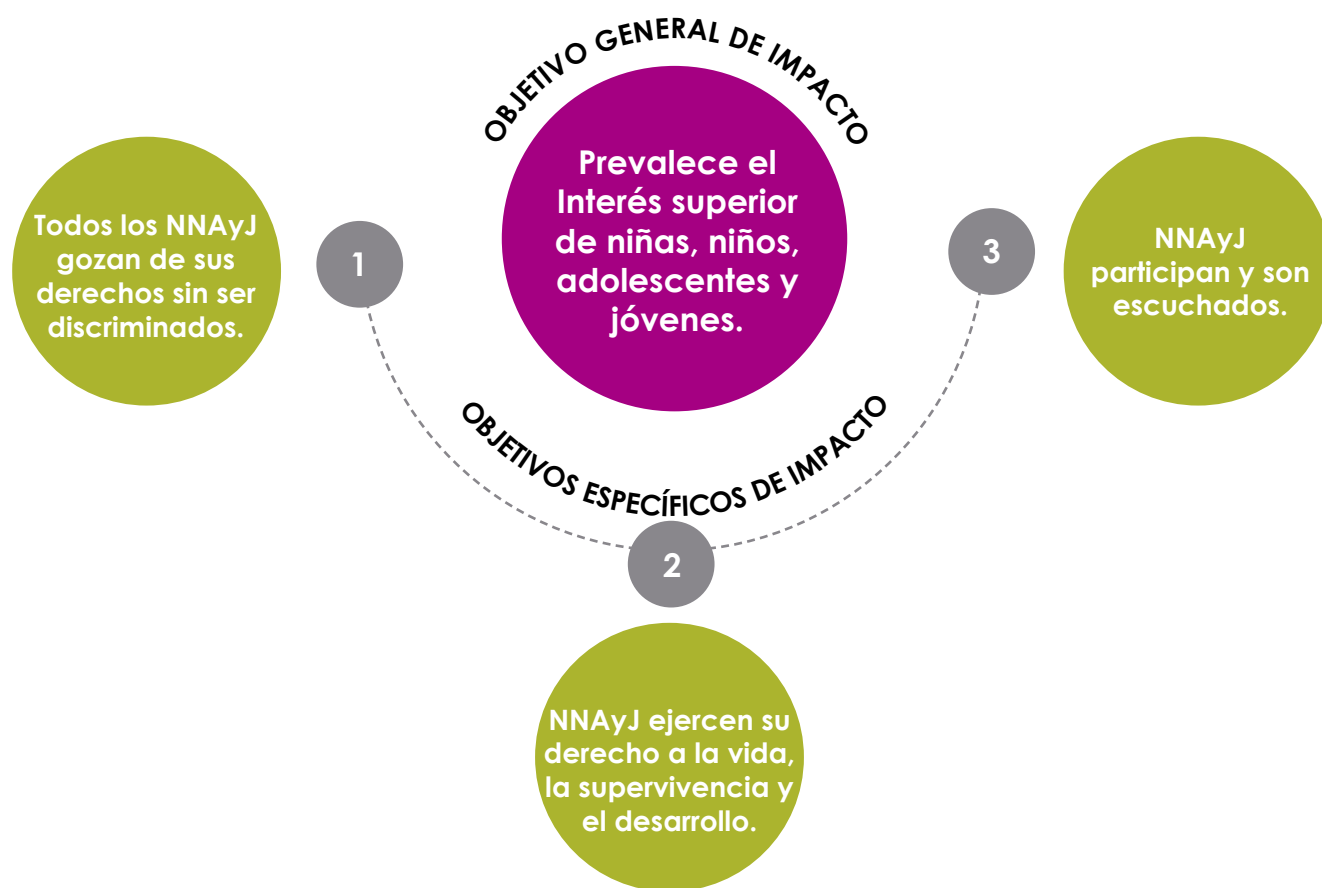 OBJETIVO GENERAL DE IMPACTO
Prevalece el
Interés superior
de niñas, niños,
adolescentes y
jóvenes.
OBJETIVOS ESPECÍFICOS DE IMPACTO
1
Todos los NNAyJ
gozan de sus
derechos sin ser
discriminados.
2
NNAyJ ejercen su
derecho a la vida,
la supervivencia y
el desarrollo.
3
NNAyJ
participan y son
escuchados.